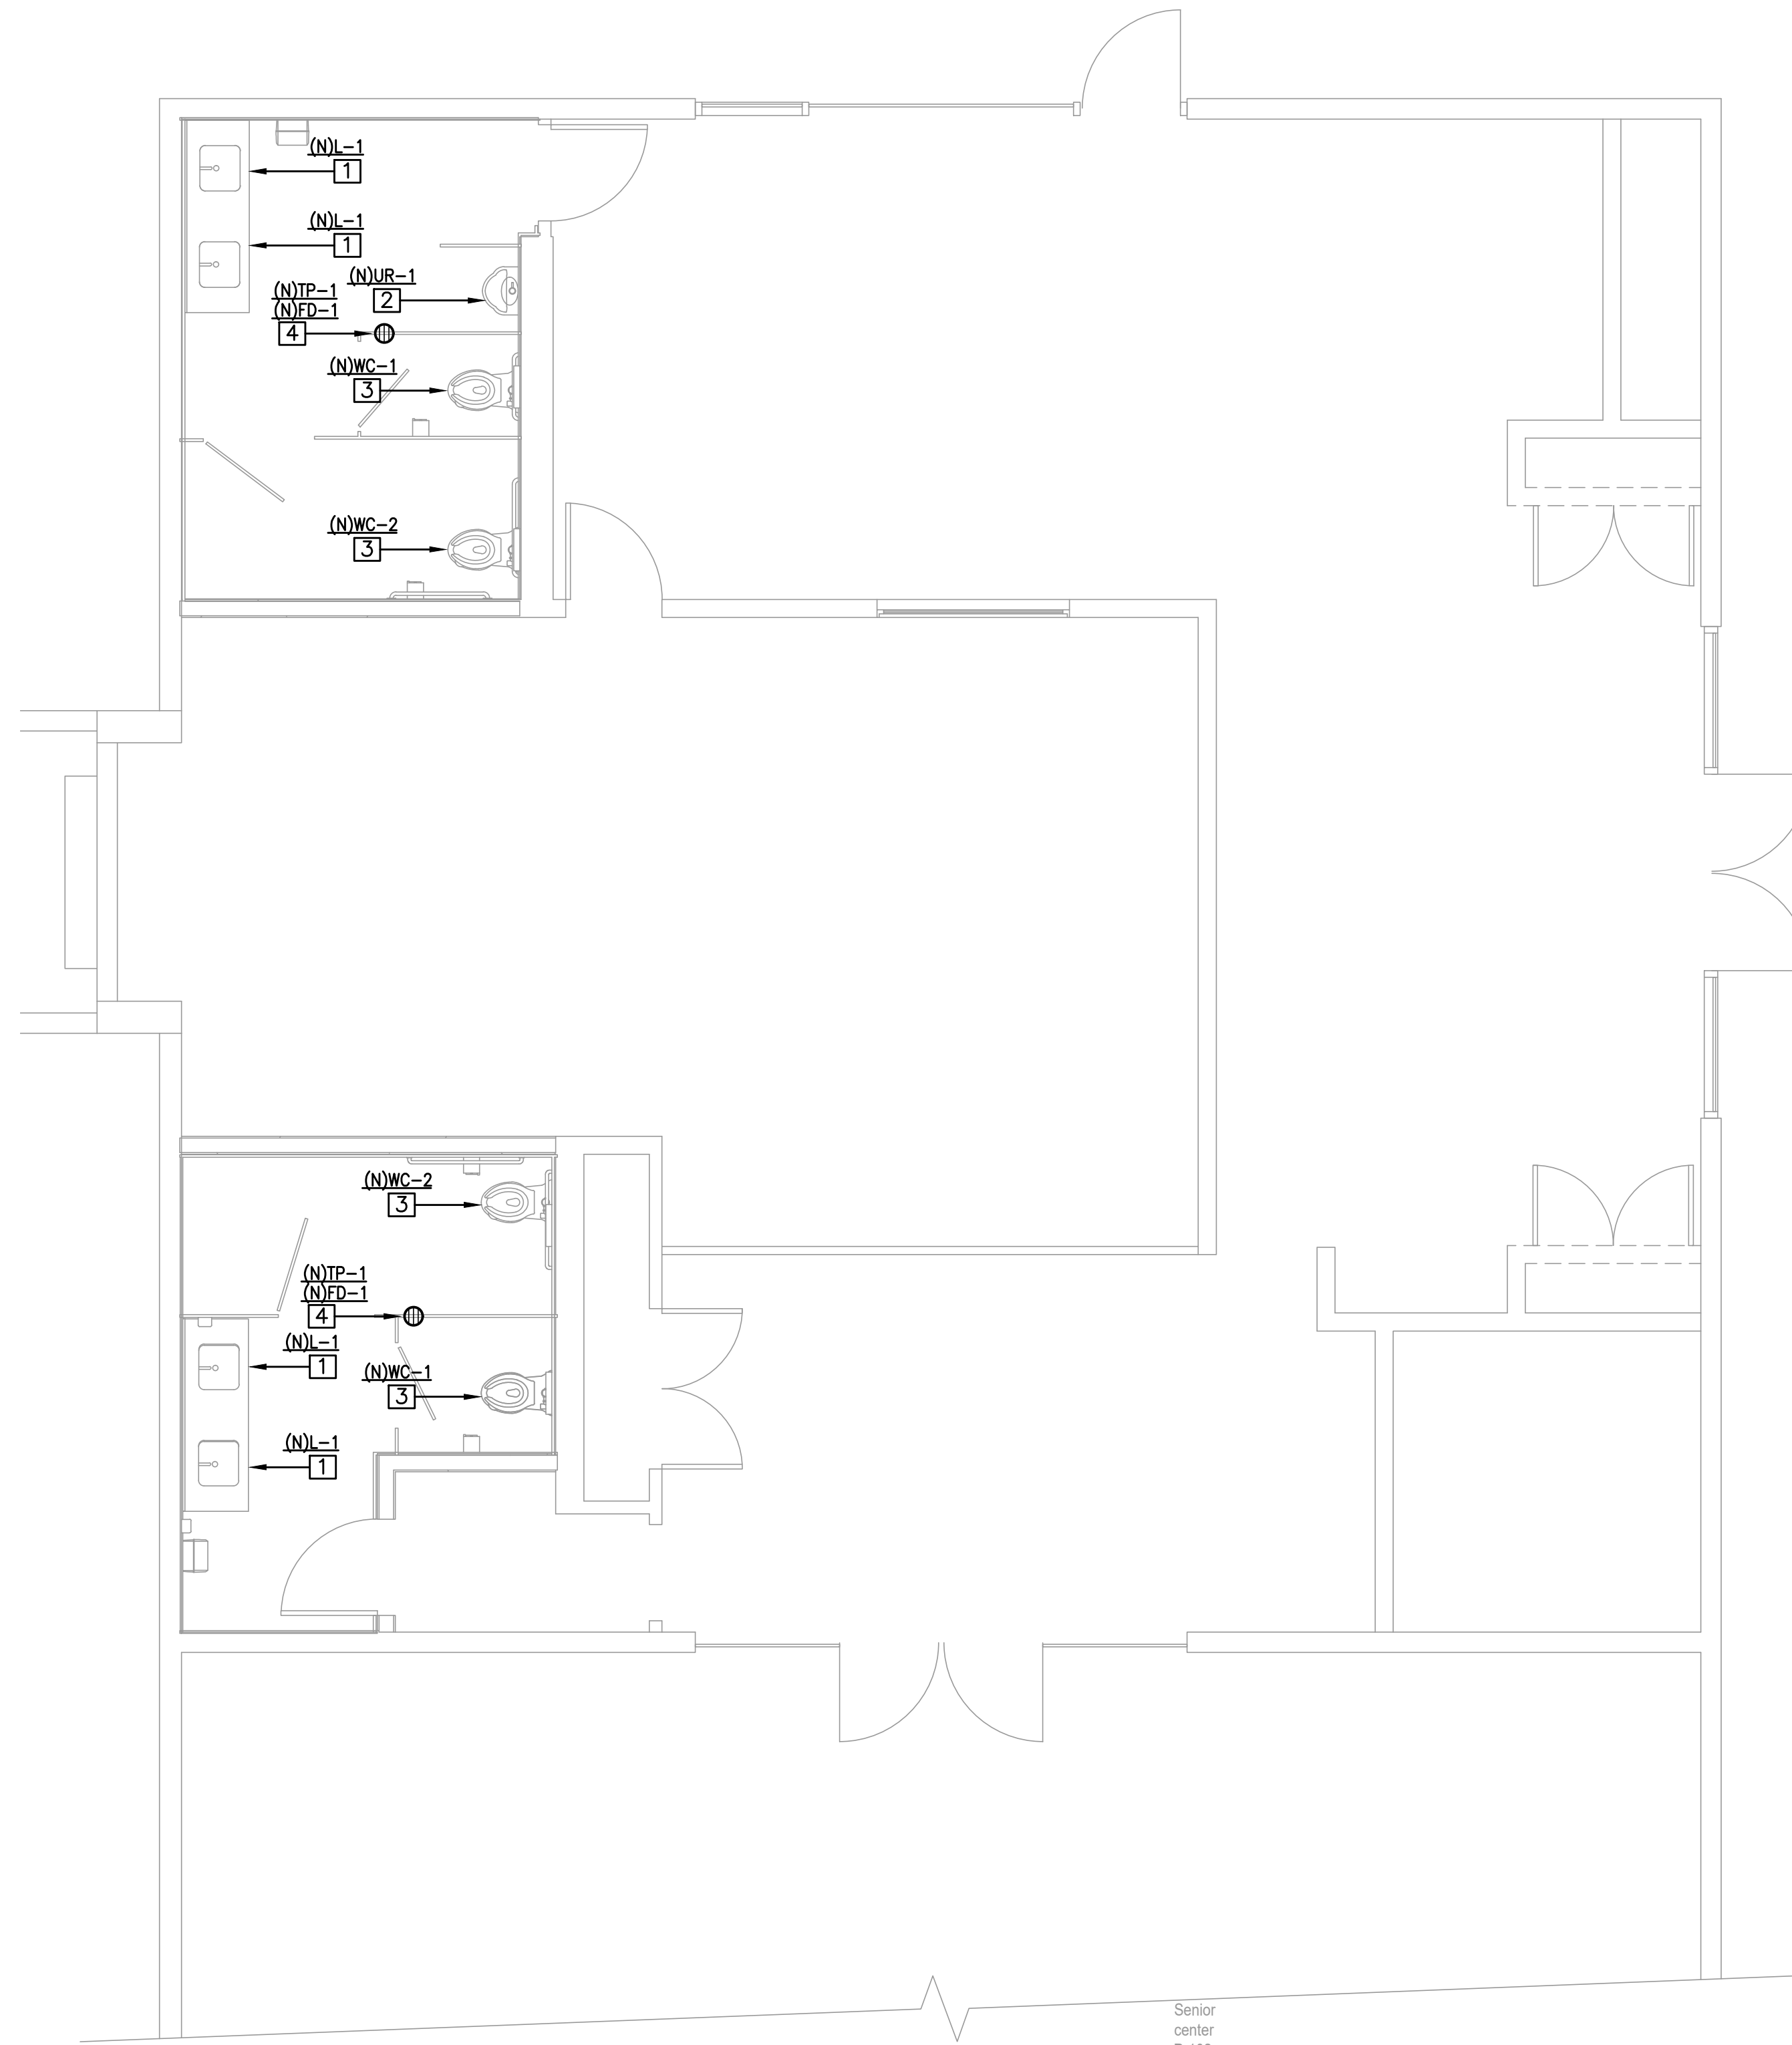 (N)L-1
1
(N)L-1
1
(N)UR-1
2
(N)TP-1
(N)FD-1
4
(N)WC-1
3
(N)WC-2
3
(N)WC-2
3
(N)TP-1
(N)FD-1
4
(N)L-1
1
(N)WC-1
3
(N)L-1
1
Senior
center